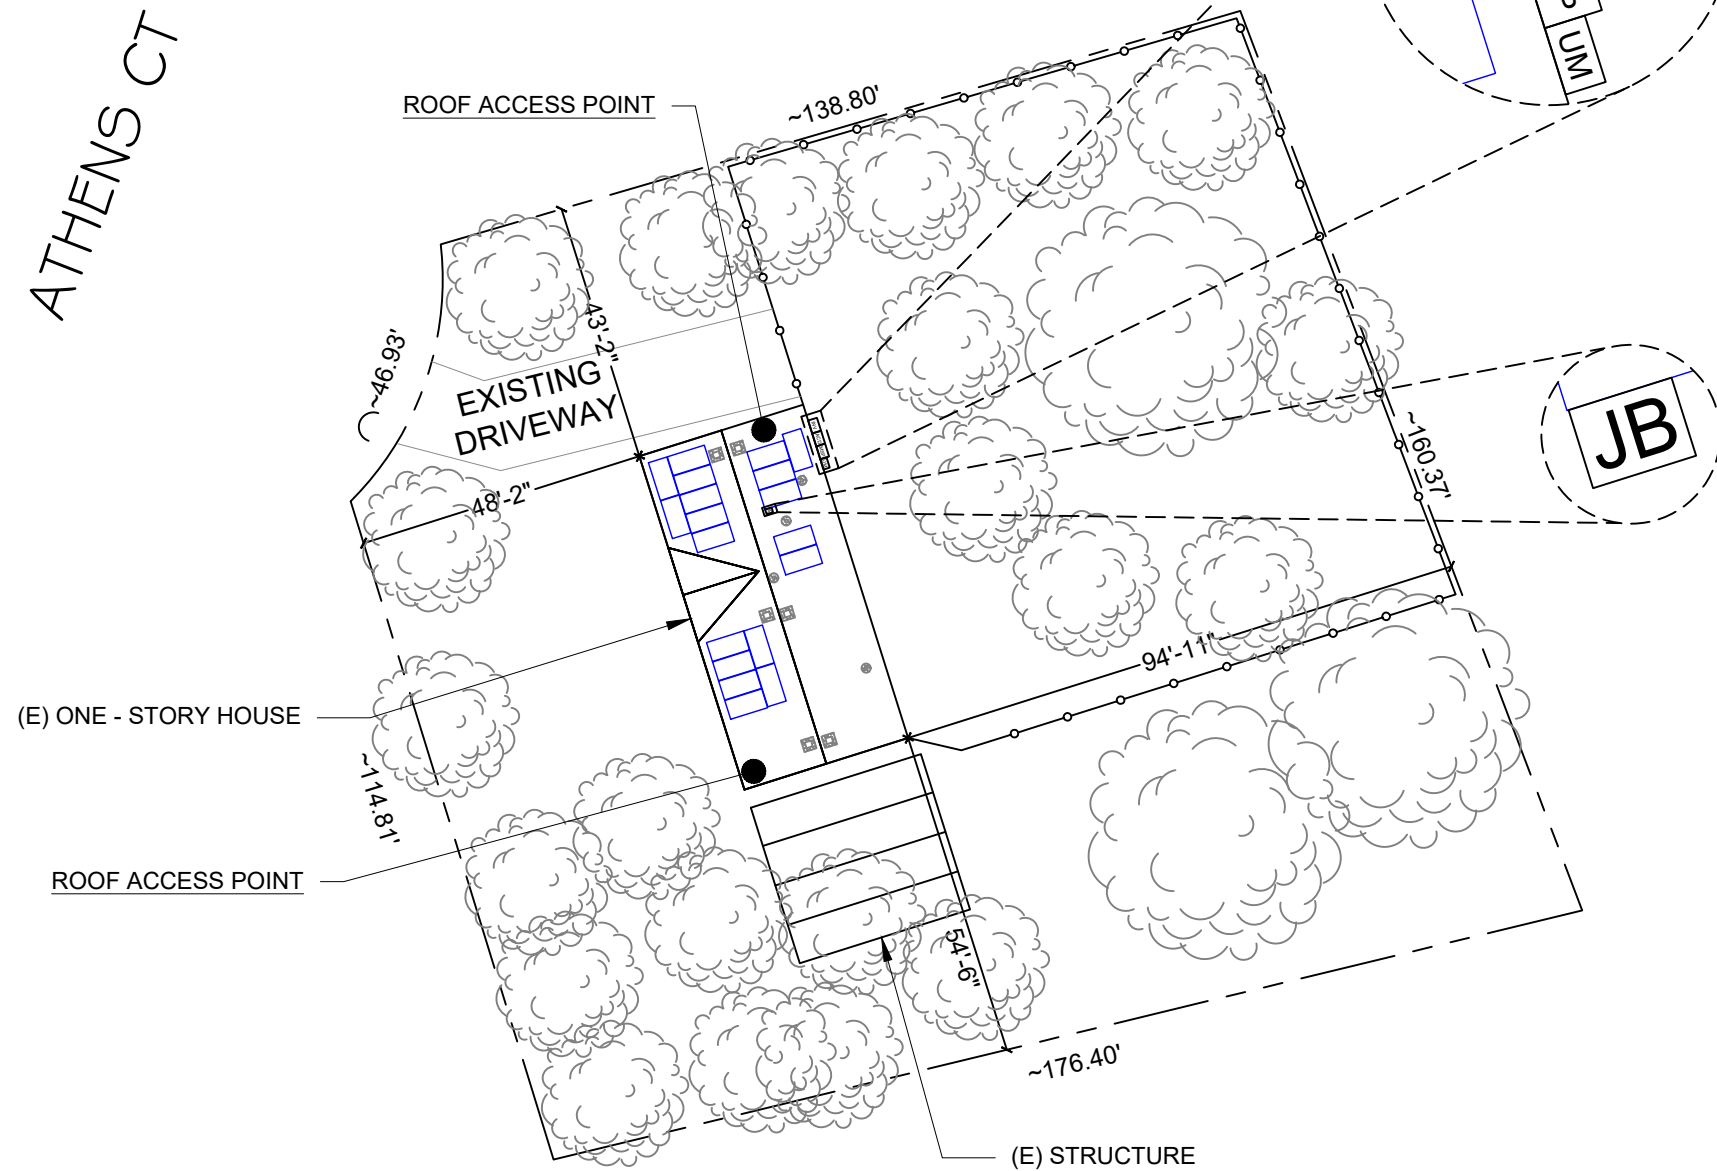 ATHENS CT
ROOF ACCESS POINT
~138.80'
UM
43'-2"
~46.93'
EXISTING
DRIVEWAY
48'-2"
~160.37'
JB
94'-11"
(E) ONE - STORY HOUSE
~114.81'
ROOF ACCESS POINT
54'-6"
~176.40'
(E) STRUCTURE